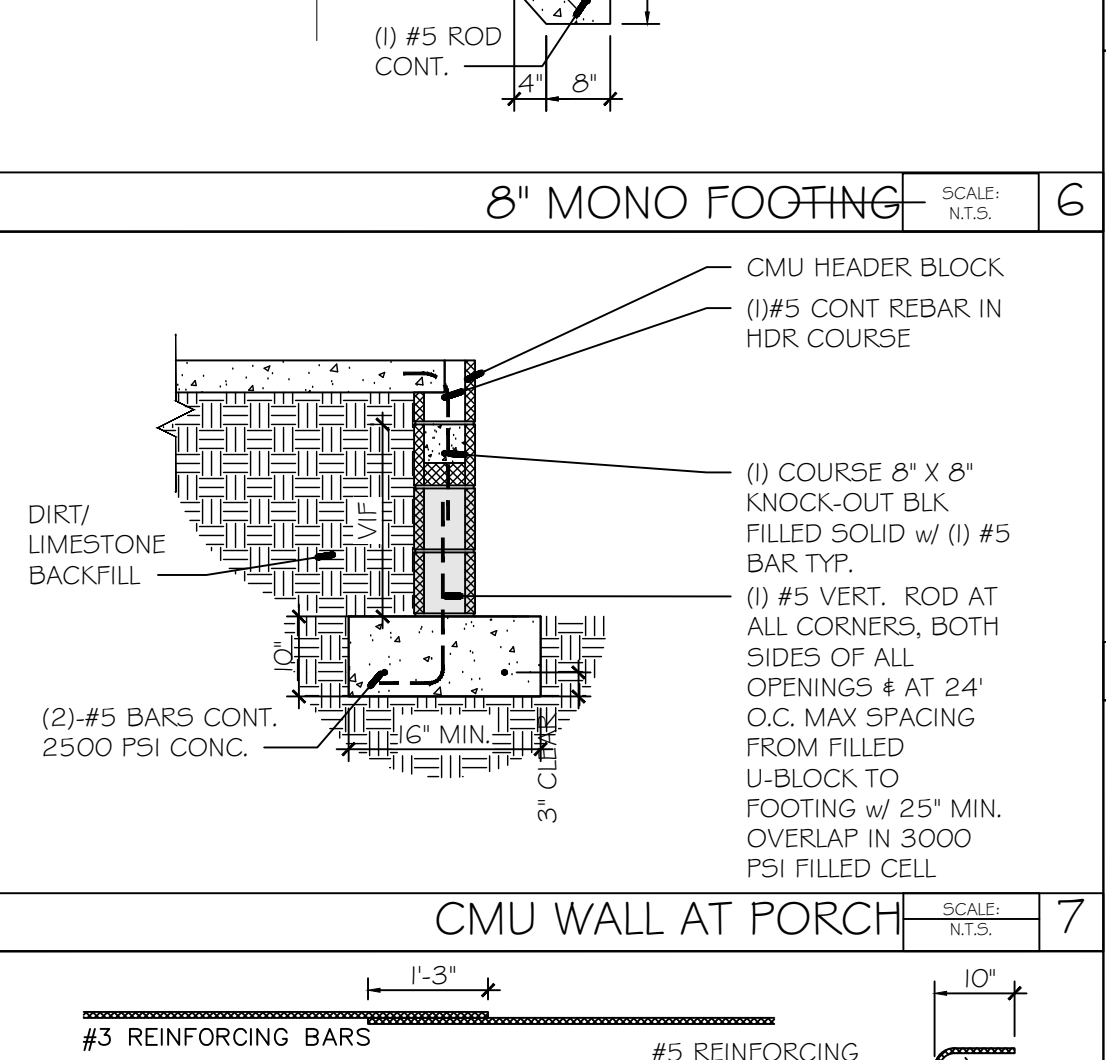 (1) #5 ROD
CONT.
4" 8"
8" MONO FOOTING
SCALE:
N.T.S.
6
CMU HEADER BLOCK
(1)#5 CONT REBAR IN
HDR COURSE
(1) COURSE 8" X 8"
KNOCK-OUT BLK
FILLED SOLID w/ (1) #5
BAR TYP.
DIRT/
LIMESTONE
BACKFILL
VIF
(1) #5 VERT. ROD AT
ALL CORNERS, BOTH
SIDES OF ALL
OPENINGS & AT 24'
O.C. MAX SPACING
FROM FILLED
U-BLOCK TO
FOOTING w/ 25" MIN.
OVERLAP IN 3000
PSI FILLED CELL
10"
(2)-#5 BARS CONT.
2500 PSI CONC.
16" MIN.
3" CLEAR
CMU WALL AT PORCH
SCALE:
N.T.S.
7
1'-3"
10"
#3 REINFORCING BARS
#5 REINFORCING